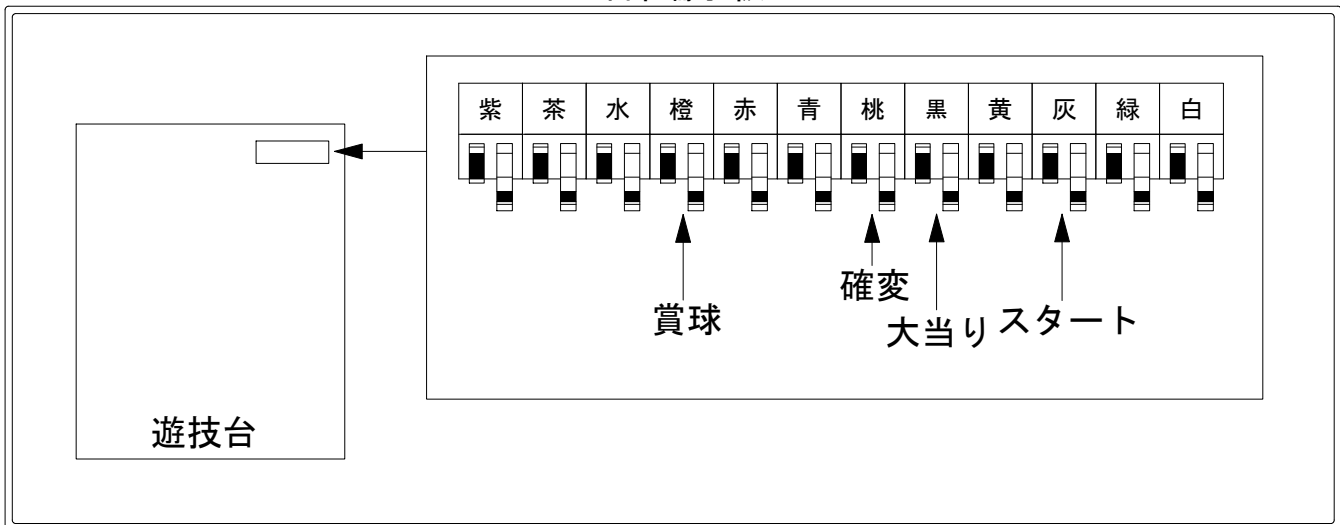 紫 茶 水 橙 赤 青 桃 黒 黄 灰 緑 白
確変
賞球
大当り
スタート
遊技台